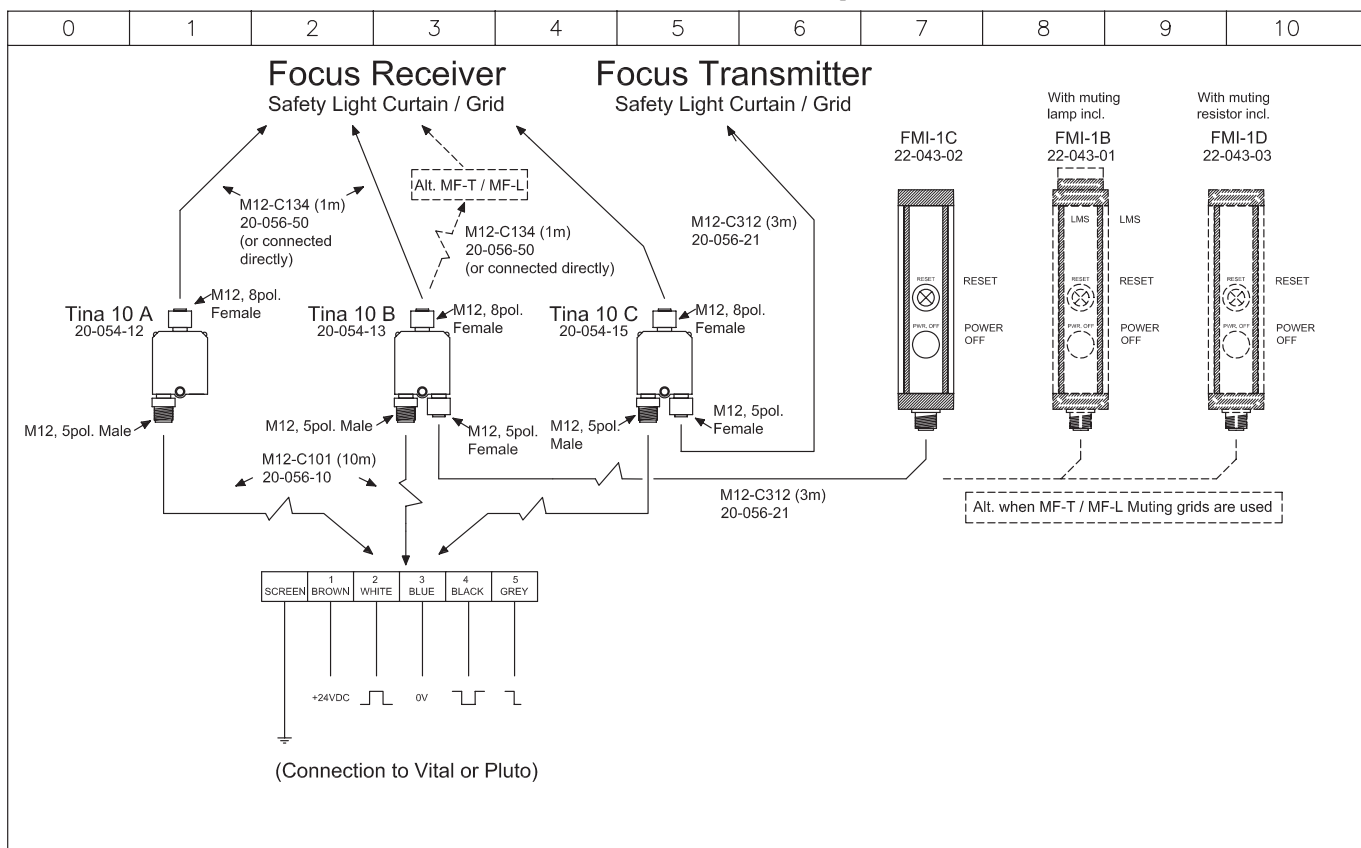 0 1 2 3 4 5 6 7 8 9 10
Focus Receiver
Safety Light Curtain / Grid
Focus Transmitter
Safety Light Curtain / Grid
With muting
lamp incl.
FMI-1B
22-043-01
With muting
resistor incl.
FMI-1D
22-043-03
FMI-1C
22-043-02
Alt. MF-T / MF-L
M12-C134 (1m)
20-056-50
(or connected
directly)
M12-C134 (1m)
20-056-50
(or connected directly)
M12-C312 (3m)
20-056-21
LMS
LMS
RESET
RESET
RESET
RESET
RESET
RESET
PWR. OFF
POWER
OFF
PWR. OFF
POWER
OFF
PWR. OFF
POWER
OFF
Tina 10 A
20-054-12
M12, 8pol.
Female
Tina 10 B
20-054-13
M12, 8pol.
Female
Tina 10 C
20-054-15
M12, 8pol.
Female
M12, 5pol. Male
M12, 5pol. Male
M12, 5pol.
Female
M12, 5pol.
Male
M12, 5pol.
Female
M12-C101 (10m)
20-056-10
M12-C312 (3m)
20-056-21
Alt. when MF-T / MF-L Muting grids are used
SCREEN
1
BROWN
2
WHITE
3
BLUE
4
BLACK
5
GREY
+24VDC
0V
(Connection to Vital or Pluto)